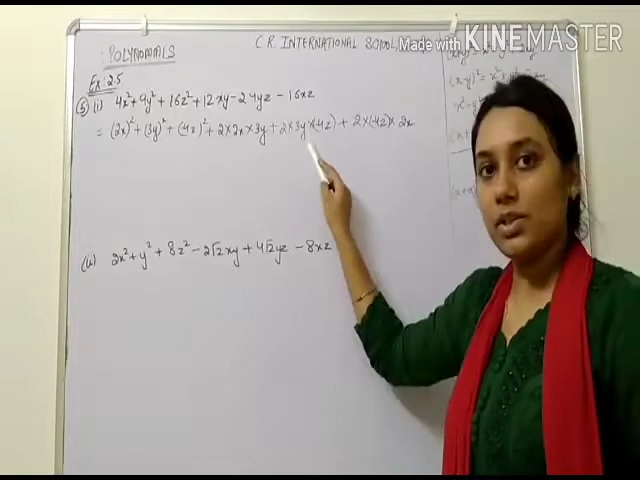 POLYNOMIALS
C.R. INTERNATIONAL SCHOOL,
Made with KINEMASTER
Ex: 2.5
(5) (i) 4x² + 9y² + 16z² + 12xy - 24yz - 16xz
= (2x)² + (3y)² + (4z)² + 2 × 2x × 3y + 2 × 3y × (-4z) + 2 × (-4z) × 2x
(ii) 2x² + y² + 8z² - 2√2xy + 4√2yz - 8xz
(x-y)² = x²